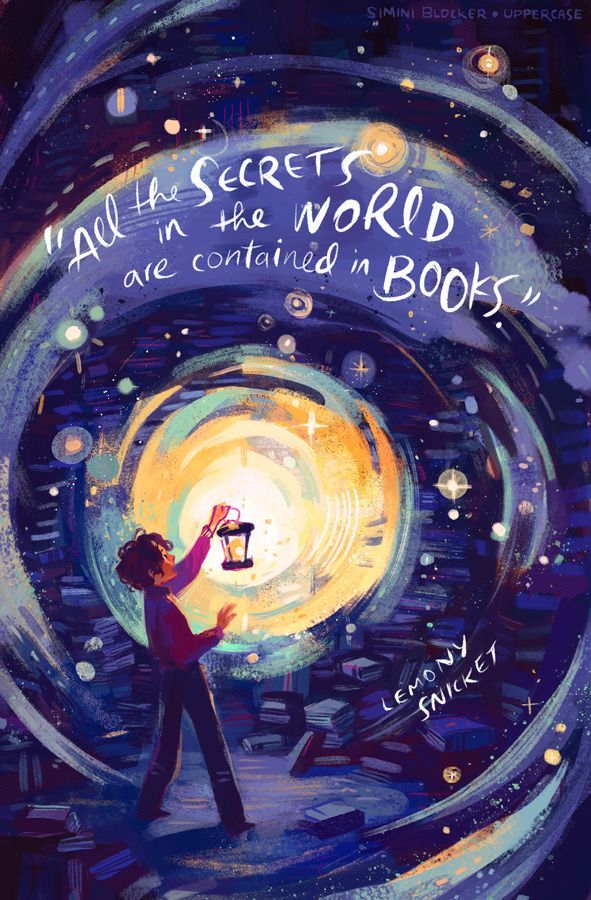 SIMINI BLOCKER • UPPERCASE
"All the SECRETS
in the WORLD
are contained in BOOKS."
LEMONY
SNICKET